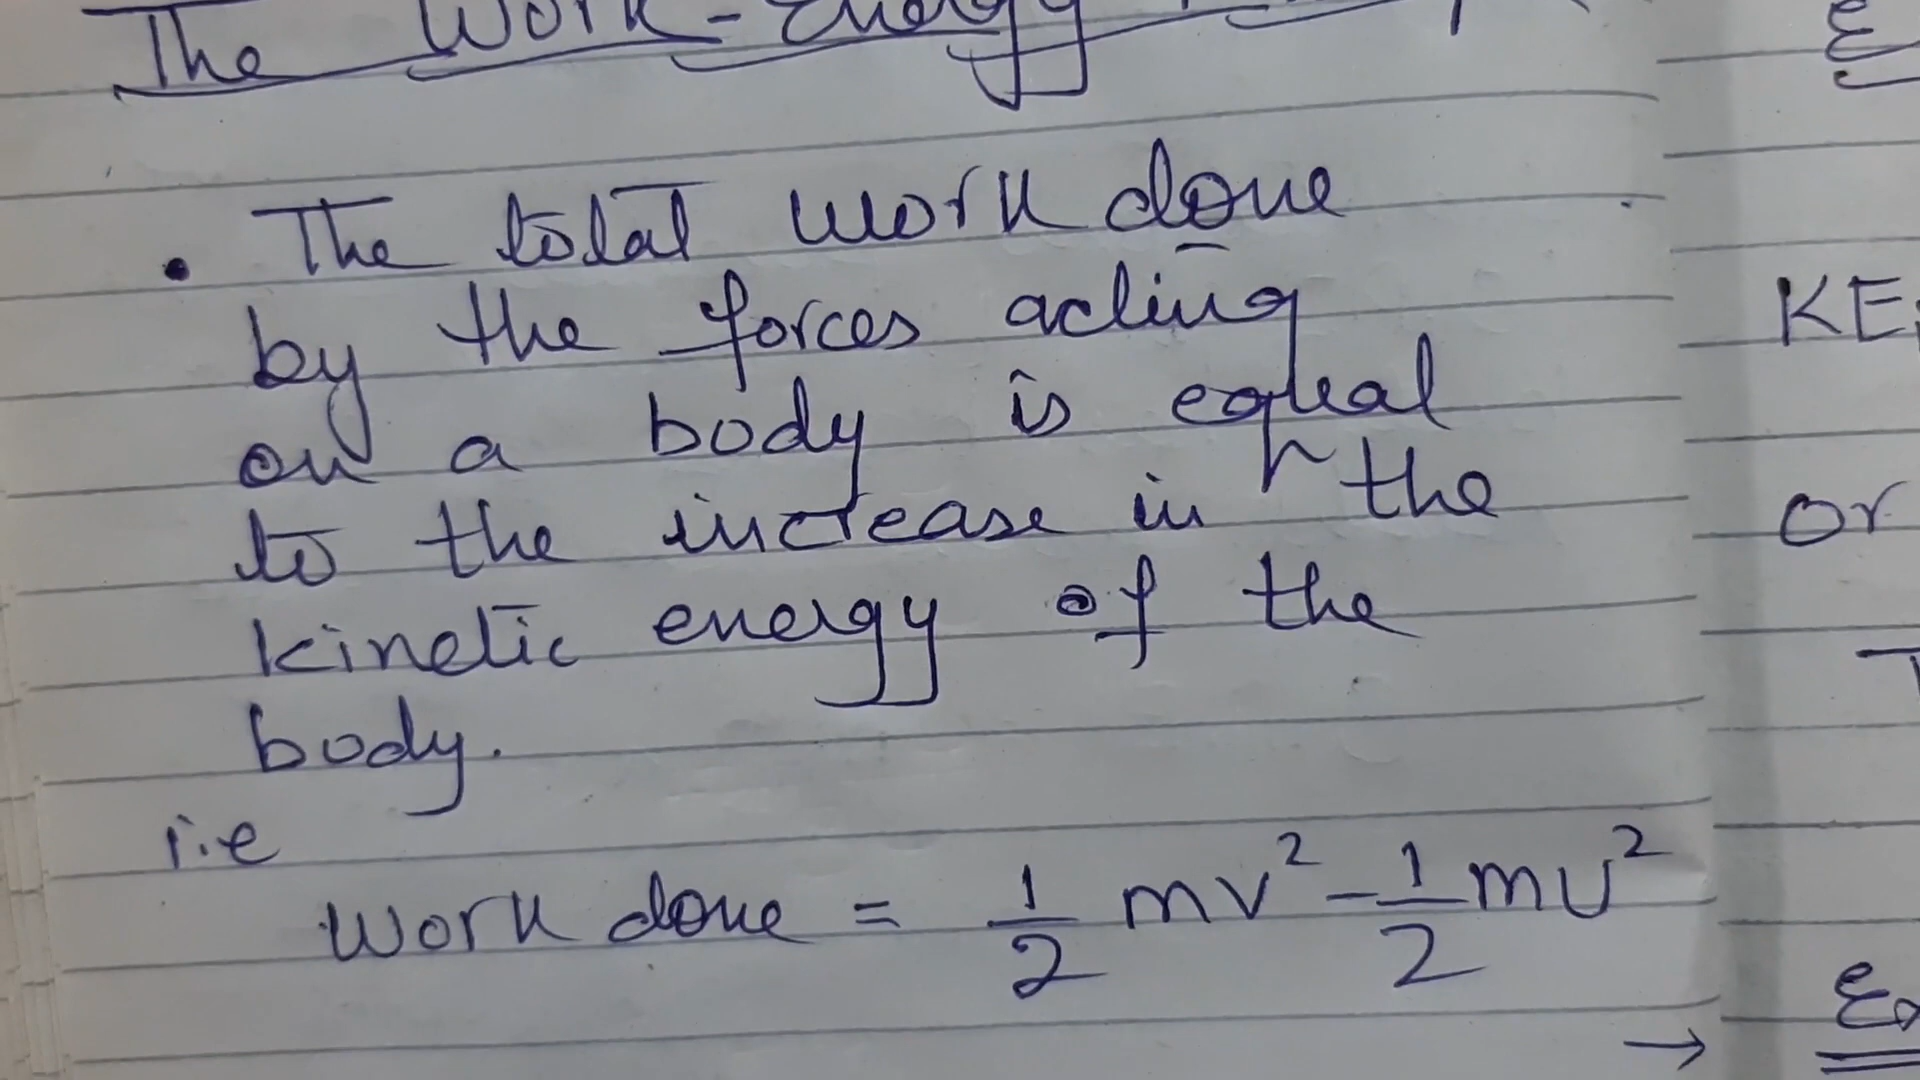 The Work-Energy
• The total work done
by the forces acting
on a body is equal
to the increase in the
kinetic energy of the
body.
i.e
Work done = 1/2 mv² - 1/2 mu²
→
KE
or